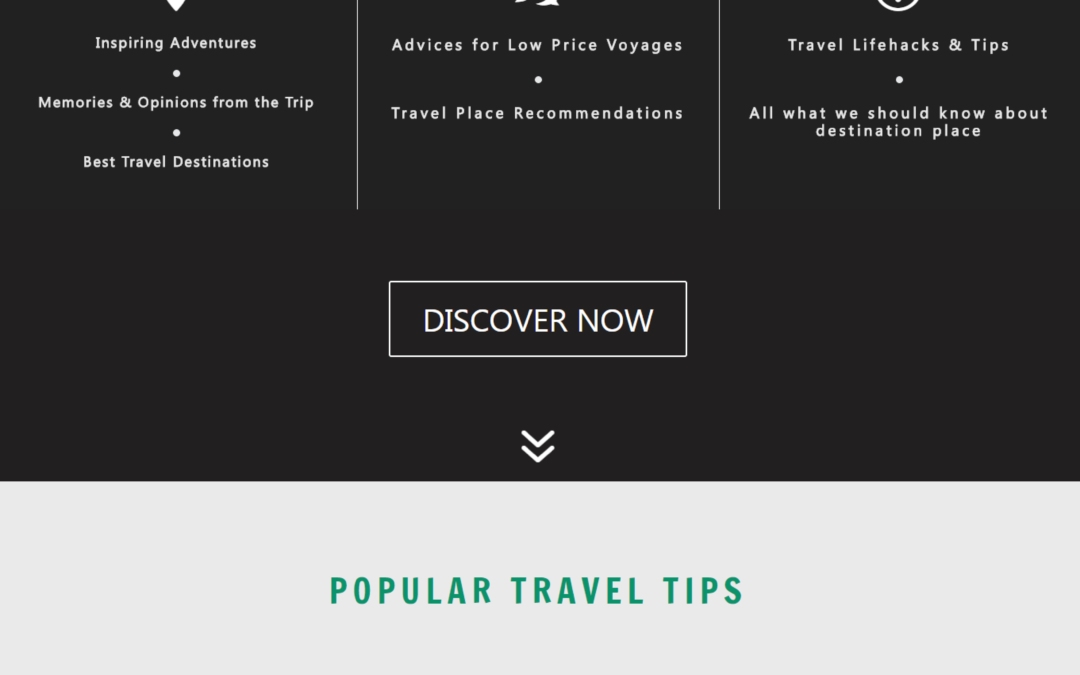 Inspiring Adventures
Memories & Opinions from the Trip
Best Travel Destinations
Advices for Low Price Voyages
Travel Place Recommendations
Travel Lifehacks & Tips
All what we should know about
destination place
DISCOVER NOW
POPULAR TRAVEL TIPS